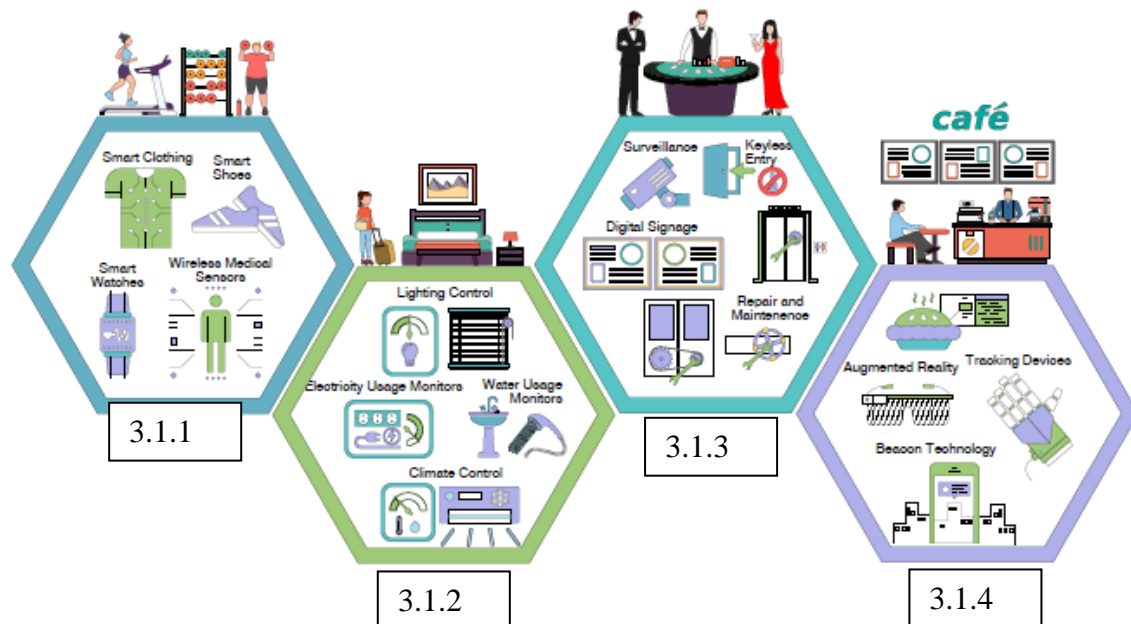 Smart Clothing
Smart
Shoes
Smart
Watches
Wireless Medical
Sensors
3.1.1
Lighting Control
Electricity Usage Monitors
Water Usage
Monitors
Climate Control
3.1.2
Surveillance
Keyless
Entry
Digital Signage
Repair and
Maintenence
3.1.3
café
Augmented Reality
Tracking Devices
Beacon Technology
3.1.4